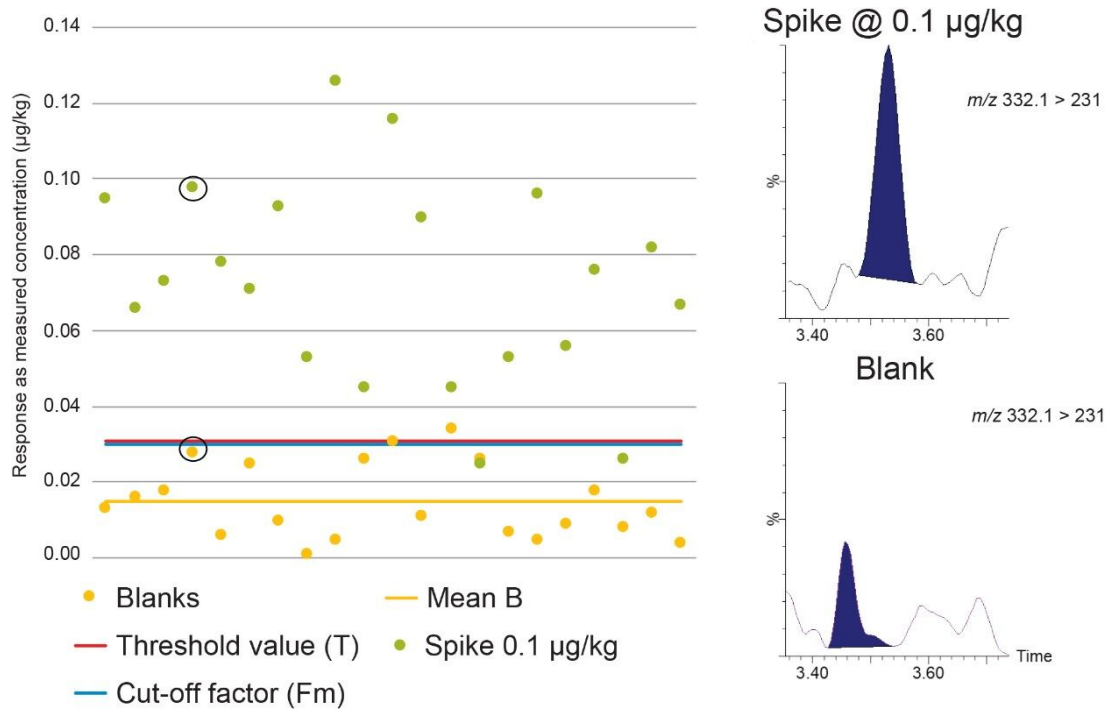 0.14
0.12
0.10
0.08
0.06
0.04
0.02
0.00
Response as measured concentration (µg/kg)
Blanks
Mean B
Threshold value (T)
Spike 0.1 µg/kg
Cut-off factor (Fm)
Spike @ 0.1 µg/kg
m/z 332.1 > 231
%
3.40
3.60
Blank
m/z 332.1 > 231
%
3.40
3.60
Time